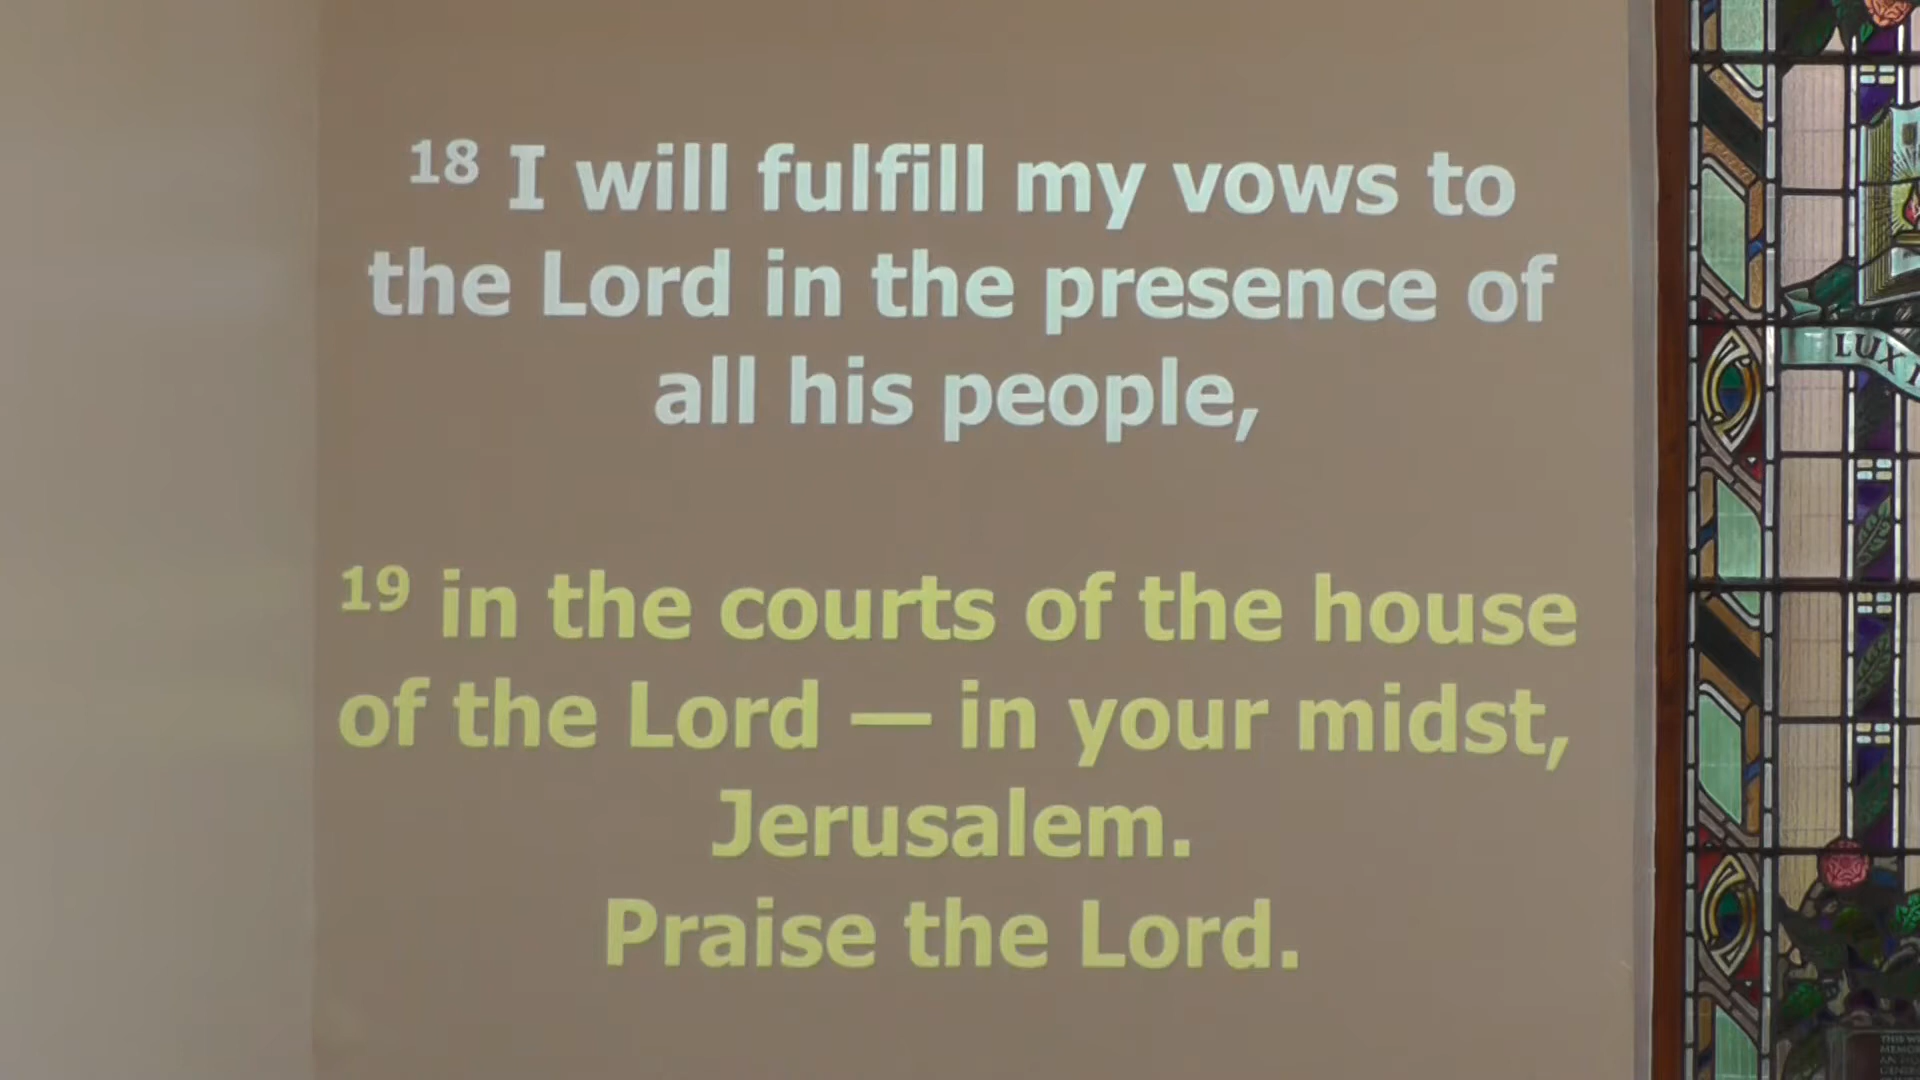 18 I will fulfill my vows to
the Lord in the presence of
all his people,
19 in the courts of the house
of the Lord — in your midst,
Jerusalem.
Praise the Lord.
LUX